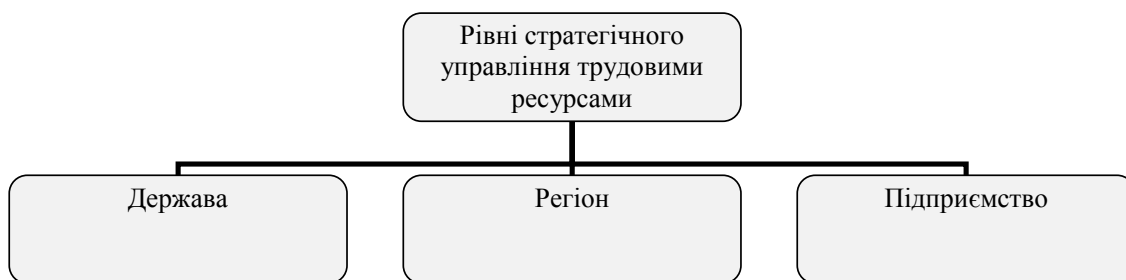 Рівні стратегічного
управління трудовими
ресурсами
Держава
Регіон
Підприємство